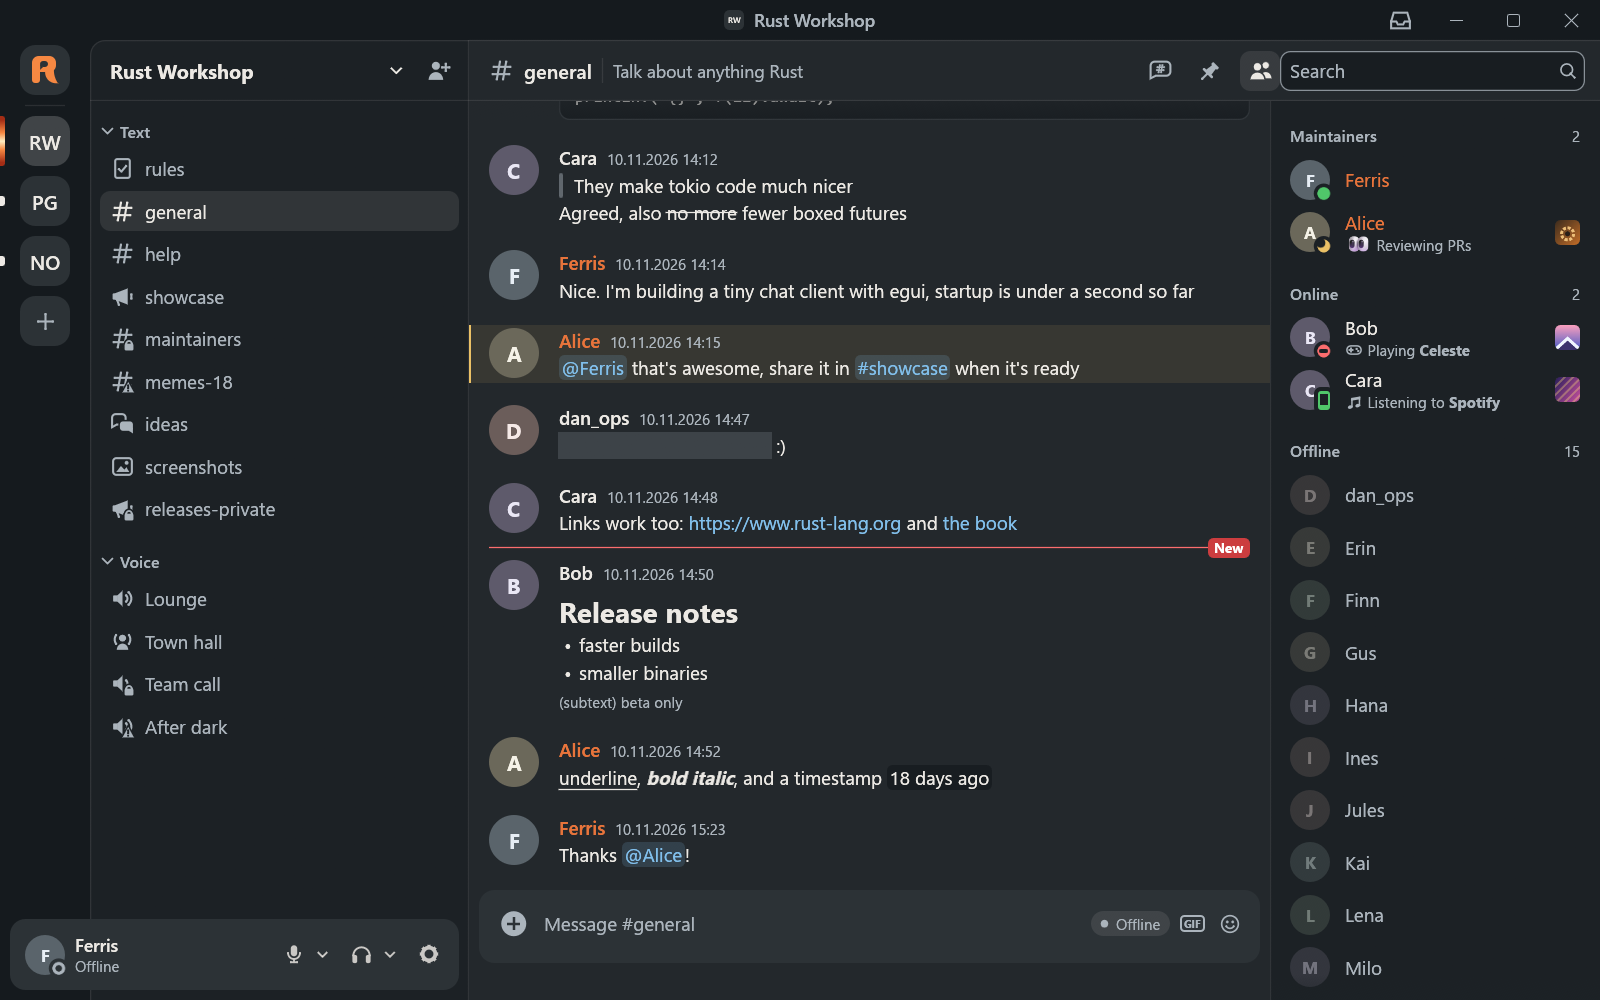 RW Rust Workshop
RW
PG
NO
Rust Workshop
Text
rules
general
help
showcase
maintainers
memes-18
ideas
screenshots
releases-private
Voice
Lounge
Town hall
Team call
After dark
F Ferris
Offline
# general Talk about anything Rust
Search
C Cara 10.11.2026 14:12
They make tokio code much nicer
Agreed, also no more fewer boxed futures
F Ferris 10.11.2026 14:14
Nice. I'm building a tiny chat client with egui, startup is under a second so far
A Alice 10.11.2026 14:15
@Ferris that's awesome, share it in #showcase when it's ready
D dan_ops 10.11.2026 14:47
:)
C Cara 10.11.2026 14:48
Links work too: https://www.rust-lang.org and the book
New
B Bob 10.11.2026 14:50
Release notes
• faster builds
• smaller binaries
(subtext) beta only
A Alice 10.11.2026 14:52
underline, bold italic, and a timestamp 18 days ago
F Ferris 10.11.2026 15:23
Thanks @Alice!
Message #general
Offline GIF
Maintainers 2
F Ferris
A Alice
Reviewing PRs
Online 2
B Bob
Playing Celeste
C Cara
Listening to Spotify
Offline 15
D dan_ops
E Erin
F Finn
G Gus
H Hana
I Ines
J Jules
K Kai
L Lena
M Milo